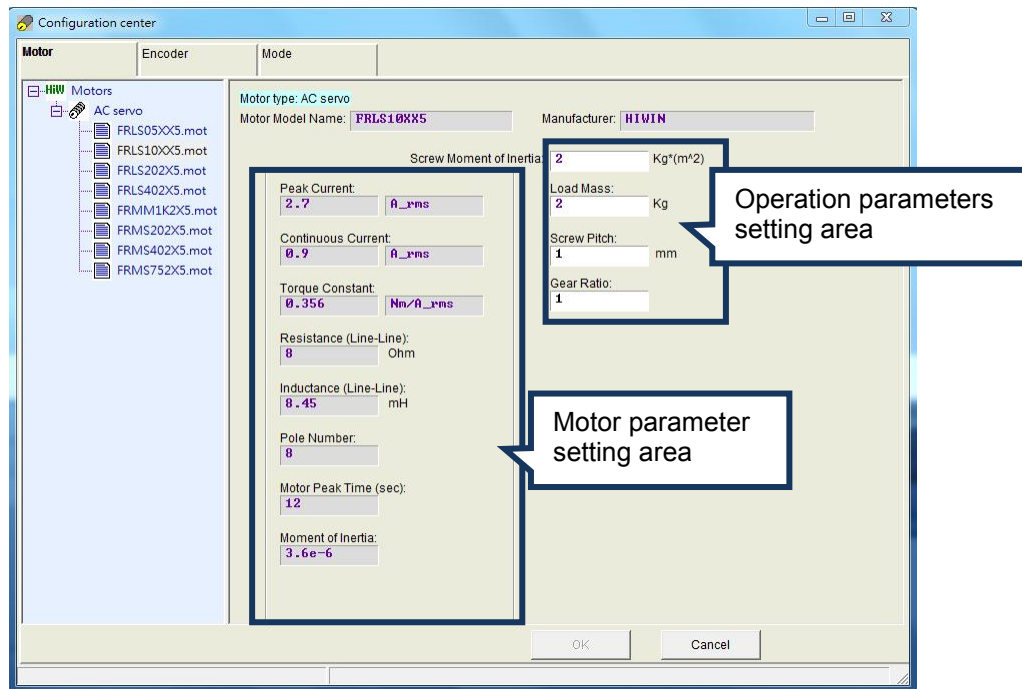 Configuration center
Motor
Encoder
Mode
HIW Motors
AC servo
FRLS05XX5.mot
FRLS10XX5.mot
FRLS202X5.mot
FRLS402X5.mot
FRMM1K2X5.mot
FRMS202X5.mot
FRMS402X5.mot
FRMS752X5.mot
Motor type: AC servo
Motor Model Name: FRLS10XX5 Manufacturer: HIWIN
Screw Moment of Inertia: 2 Kg*(m^2)
Peak Current:
2.7 A_rms
Continuous Current:
0.9 A_rms
Torque Constant:
0.356 Nm/A_rms
Resistance (Line-Line):
8 Ohm
Inductance (Line-Line):
8.45 mH
Pole Number:
8
Motor Peak Time (sec):
12
Moment of Inertia:
3.6e-6
Load Mass:
2 Kg
Screw Pitch:
1 mm
Gear Ratio:
1
Operation parameters
setting area
Motor parameter
setting area
OK
Cancel